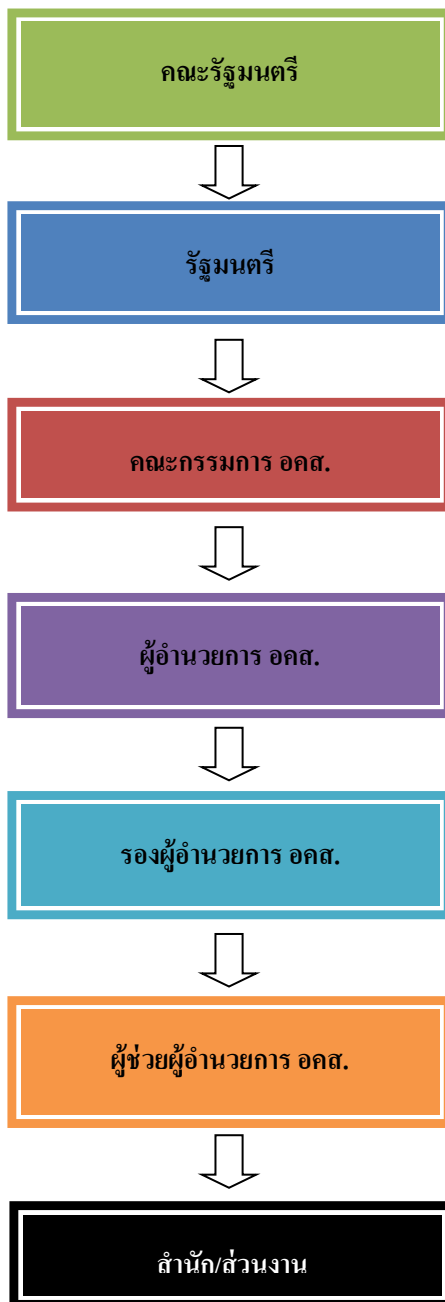 คณะรัฐมนตรี
รัฐมนตรี
คณะกรรมการ อคส.
ผู้อำนวยการ อคส.
รองผู้อำนวยการ อคส.
ผู้ช่วยผู้อำนวยการ อคส.
สำนัก/ส่วนงาน